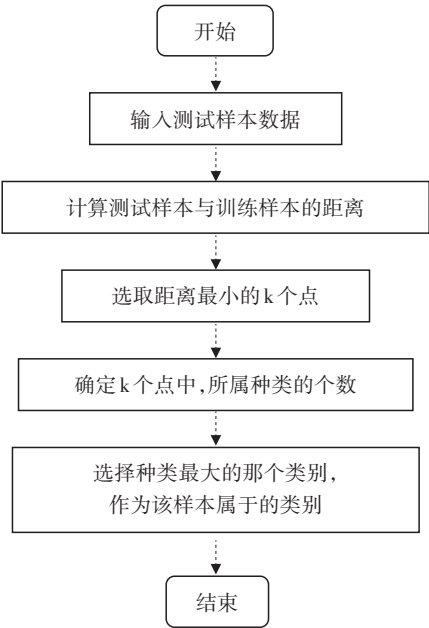 开始
输入测试样本数据
计算测试样本与训练样本的距离
选取距离最小的k个点
确定k个点中,所属种类的个数
选择种类最大的那个类别,
作为该样本属于的类别
结束